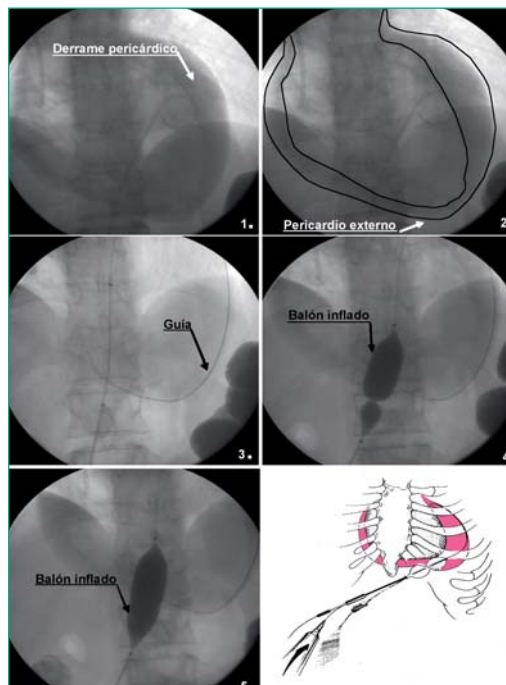 Derrame pericárdico
1.
2
Pericardio externo
Guía
3.
Balón inflado
4
Balón inflado
5